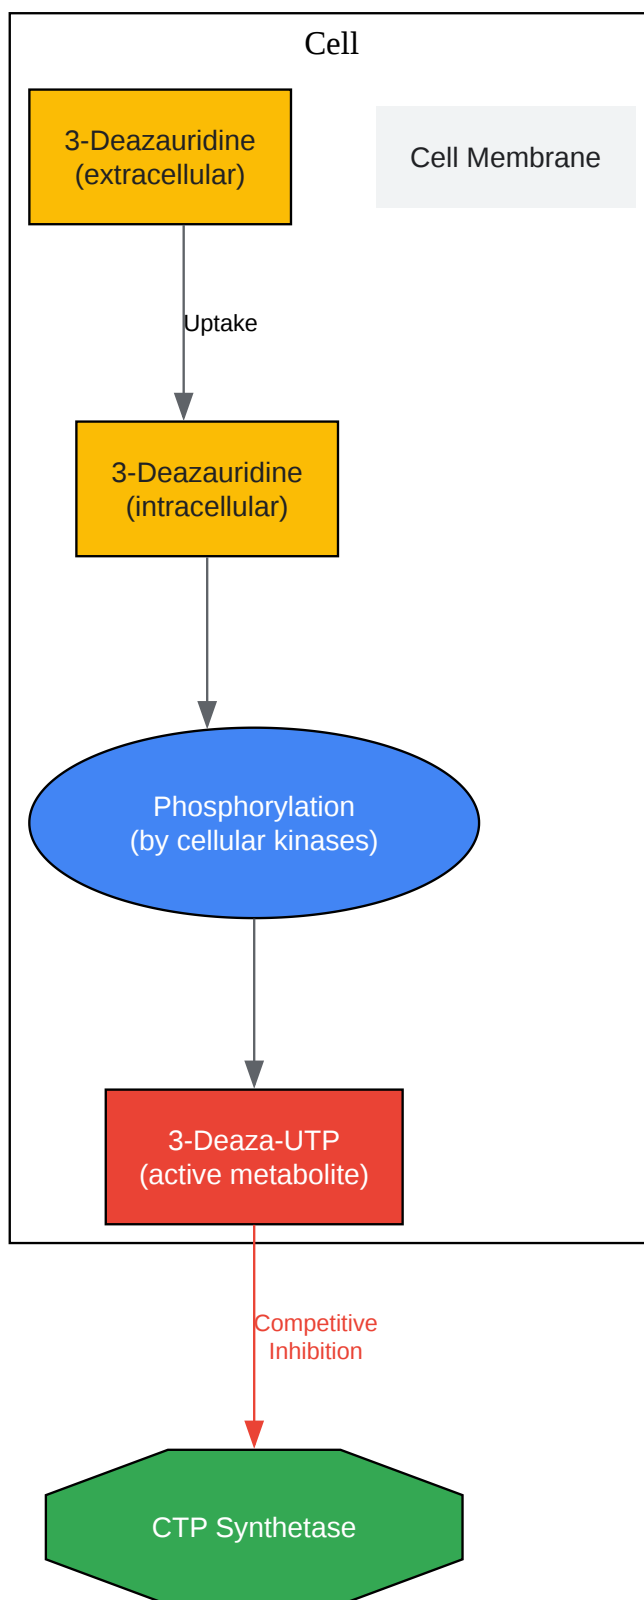 Cell
3-Deazauridine
(extracellular)
Cell Membrane
Uptake
3-Deazauridine
(intracellular)
Phosphorylation
(by cellular kinases)
3-Deaza-UTP
(active metabolite)
Competitive
Inhibition
CTP Synthetase